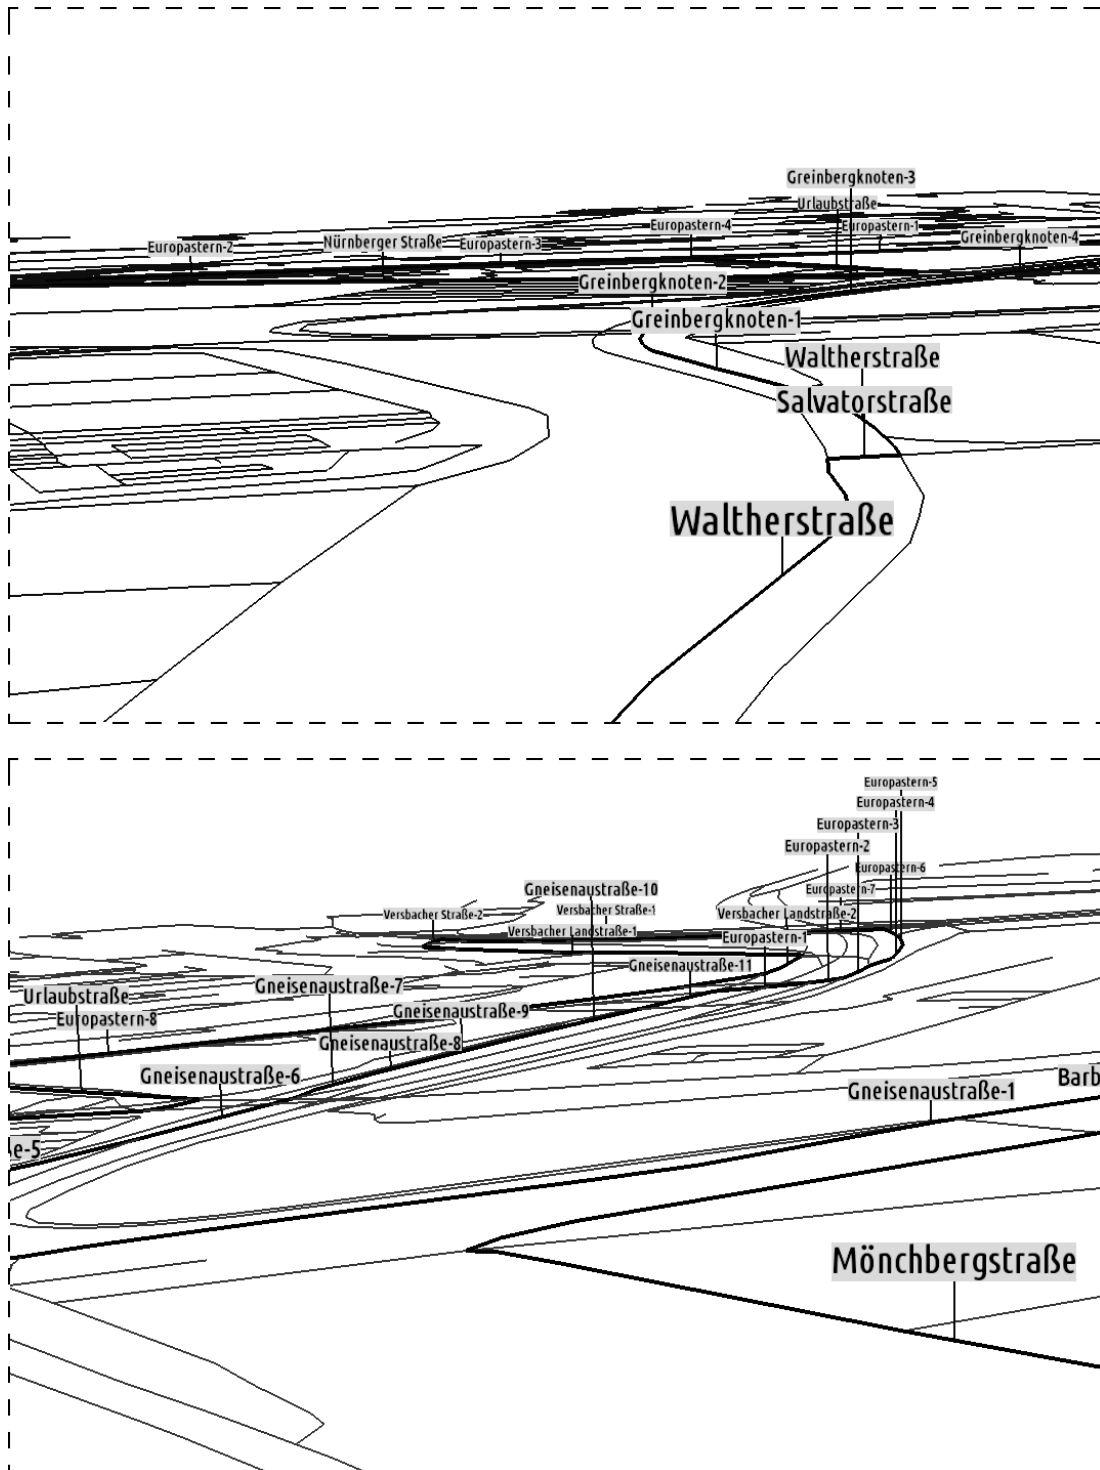 Greinbergknoten-3
Urlaubstraße
Europastern-4
Europastern-1
Greinbergknoten-4
Europastern-2
Nürnberger Straße
Europastern-3
Greinbergknoten-2
Greinbergknoten-1
Waltherstraße
Salvatorstraße
Waltherstraße
Europastern-5
Europastern-4
Europastern-3
Europastern-2
Europastern-6
Gneisenaustraße-10
Europastern-7
Versbacher Straße-2
Versbacher Straße-1
Versbacher Landstraße-2
Versbacher Landstraße-1
Europastern-1
Gneisenaustraße-11
Gneisenaustraße-7
Urlaubstraße
Gneisenaustraße-9
Europastern-8
Gneisenaustraße-8
Gneisenaustraße-6
Barb
Gneisenaustraße-1
e-5
Mönchbergstraße